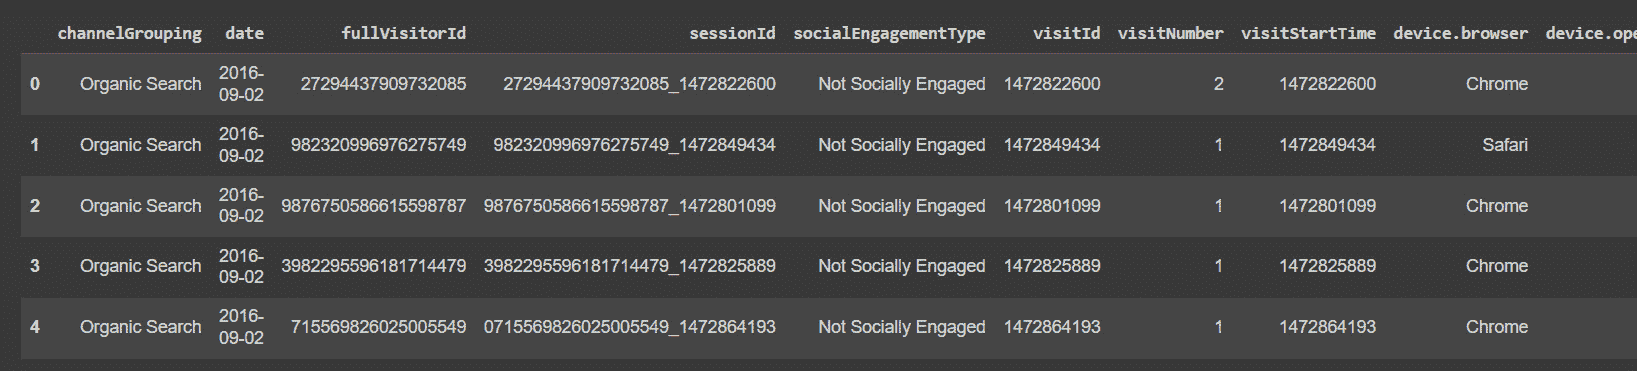 channelGrouping date fullVisitorId sessionId socialEngagementType visitId visitNumber visitStartTime device.browser device.ope
0 Organic Search 2016-09-02 27294437909732085 27294437909732085_1472822600 Not Socially Engaged 1472822600 2 1472822600 Chrome
1 Organic Search 2016-09-02 982320996976275749 982320996976275749_1472849434 Not Socially Engaged 1472849434 1 1472849434 Safari
2 Organic Search 2016-09-02 9876750586615598787 9876750586615598787_1472801099 Not Socially Engaged 1472801099 1 1472801099 Chrome
3 Organic Search 2016-09-02 3982295596181714479 3982295596181714479_1472825889 Not Socially Engaged 1472825889 1 1472825889 Chrome
4 Organic Search 2016-09-02 715569826025005549 0715569826025005549_1472864193 Not Socially Engaged 1472864193 1 1472864193 Chrome